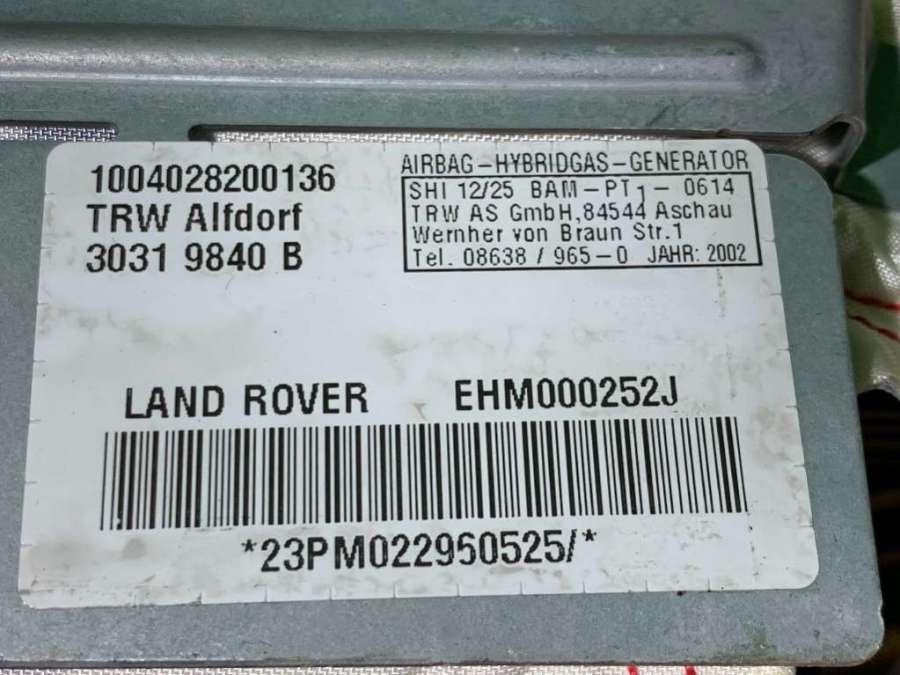 1004028200136
TRW Alfdorf
3031 9840 B
AIRBAG-HYBRIDGAS-GENERATOR
SHI 12/25 BAM-PT1-0614
TRW AS GmbH,84544 Aschau
Wernher von Braun Str.1
Tel. 08638 / 965-0 JAHR: 2002
LAND ROVER EHM000252J
*23PM022960525/*